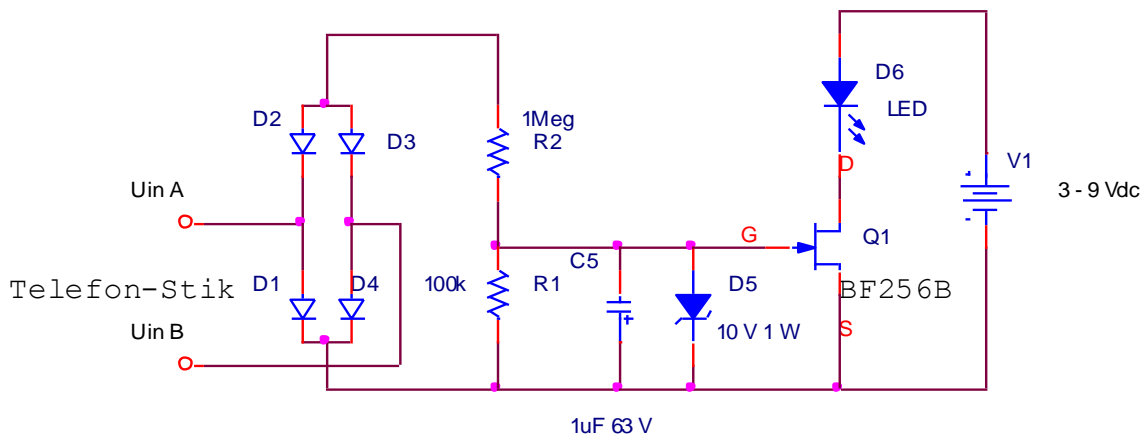 D2
D3
Uin A
Telefon-Stik
D1
D4
Uin B
1Meg
R2
100k
R1
C5
1uF 63 V
D5
10 V 1 W
G
D
S
Q1
BF256B
D6
LED
V1
3 - 9 Vdc